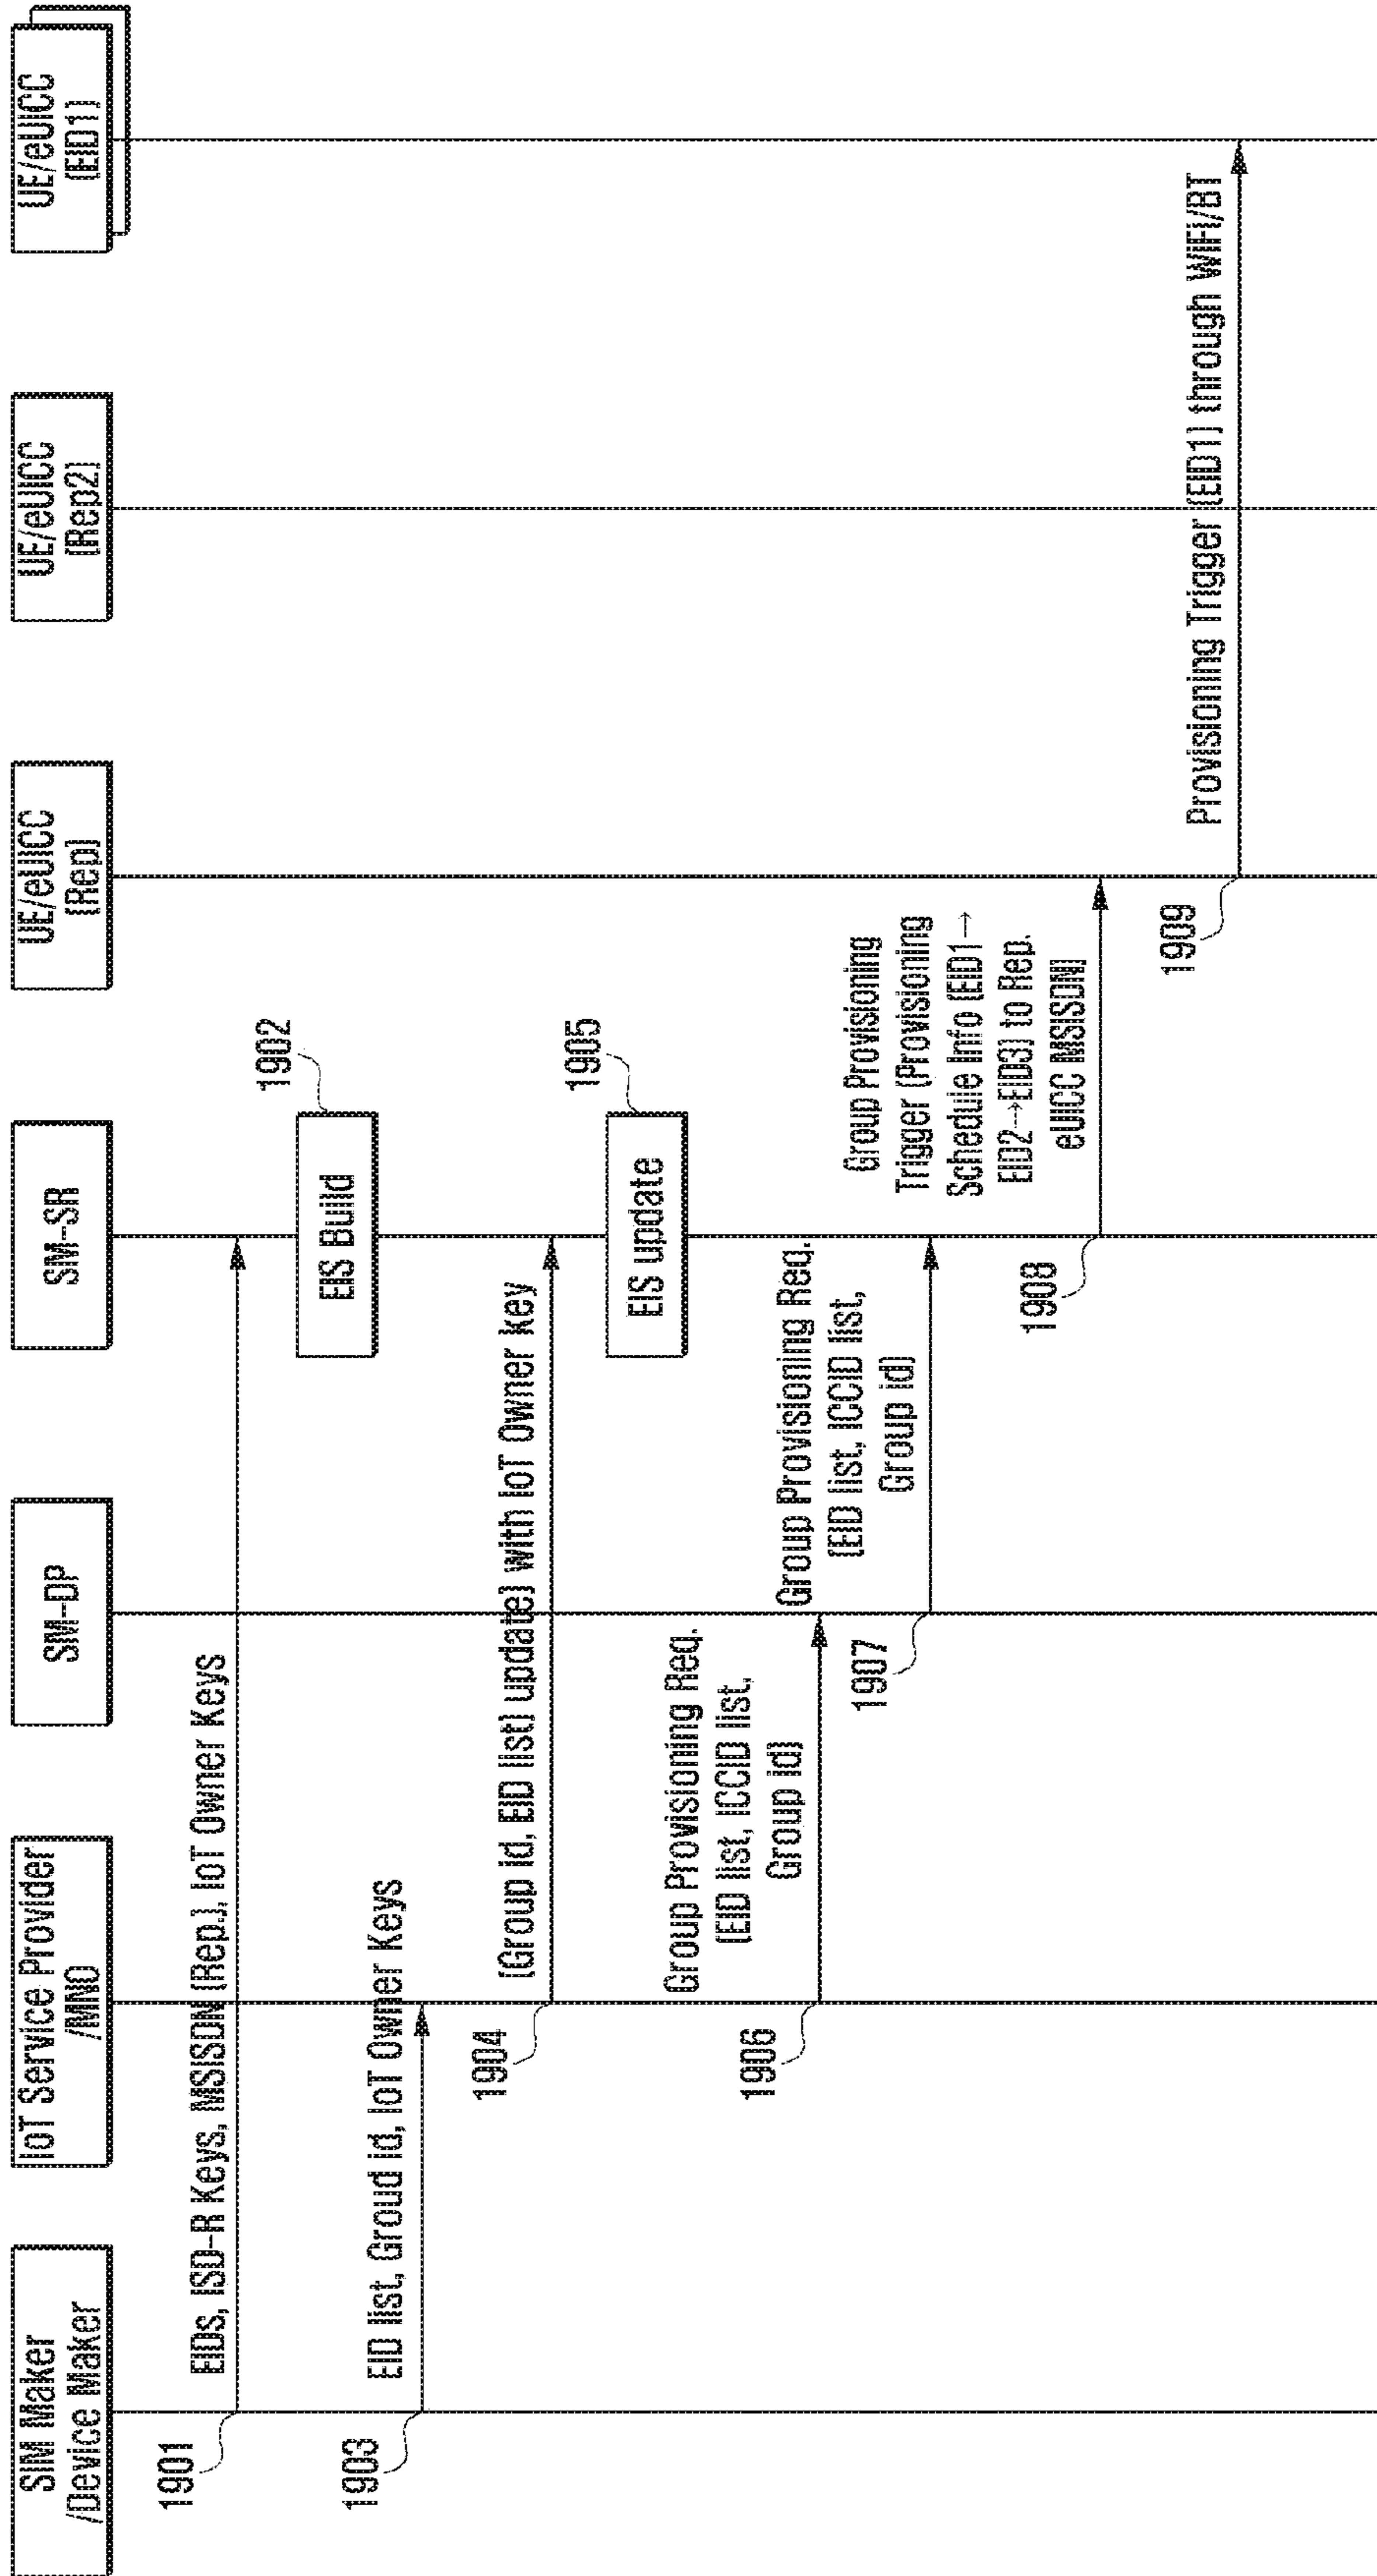 SIM Maker
/Device Maker
IoT Service Provider
/MNO
SM-DP
SM-SR
UE/eUICC
(Rep)
UE/eUICC
(Rep2)
UE/eUICC
(EID1)
1901
EIDs, ISD-R Keys, MSISDN (Rep.), IoT Owner Keys
EIS Build
1902
1903
EID list, Groud id, IoT Owner Keys
1904
(Group id, EID list) update) with IoT Owner key
EIS update
1905
1906
Group Provisioning Req.
(EID list, ICCID list,
Group id)
1907
Group Provisioning Req.
(EID list, ICCID list,
Group id)
1908
Group Provisioning
Trigger (Provisioning
Schedule Info (EID1→
EID2→EID3) to Rep.
eUICC MSISDN)
1909
Provisioning Trigger (EID1) through WiFi/BT